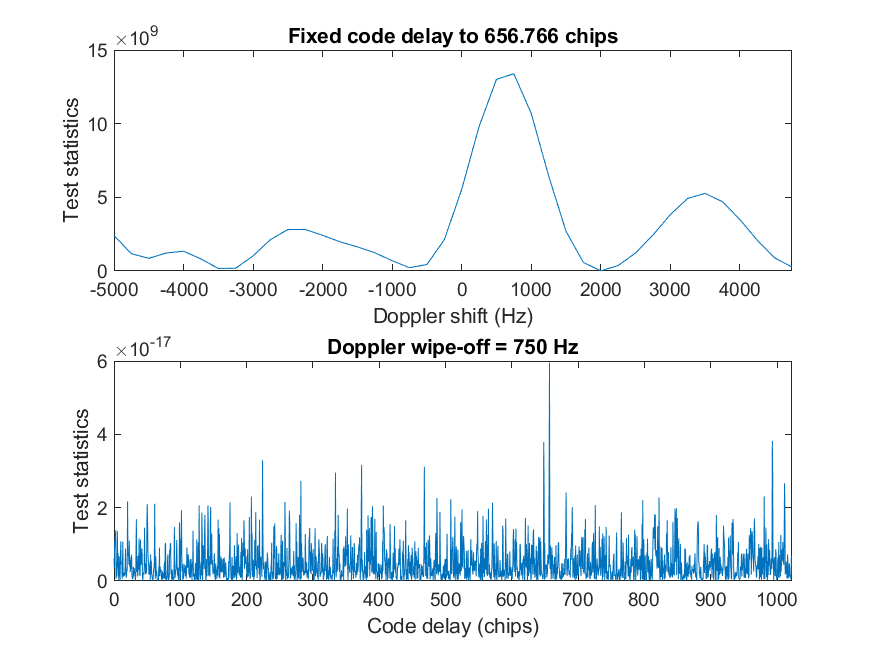 ×10⁹
Fixed code delay to 656.766 chips
15
10
5
0
Test statistics
-5000 -4000 -3000 -2000 -1000 0 1000 2000 3000 4000
Doppler shift (Hz)
×10⁻¹⁷
Doppler wipe-off = 750 Hz
6
4
2
0
Test statistics
0 100 200 300 400 500 600 700 800 900 1000
Code delay (chips)